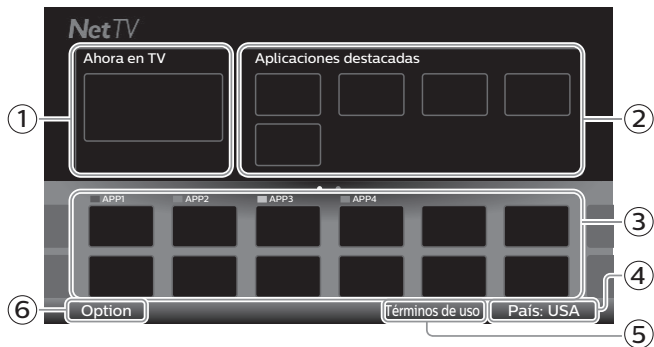 NetTV
Ahora en TV
Aplicaciones destacadas
1
2
APP1 APP2 APP3 APP4
3
4
6
Option
Términos de uso
País: USA
5